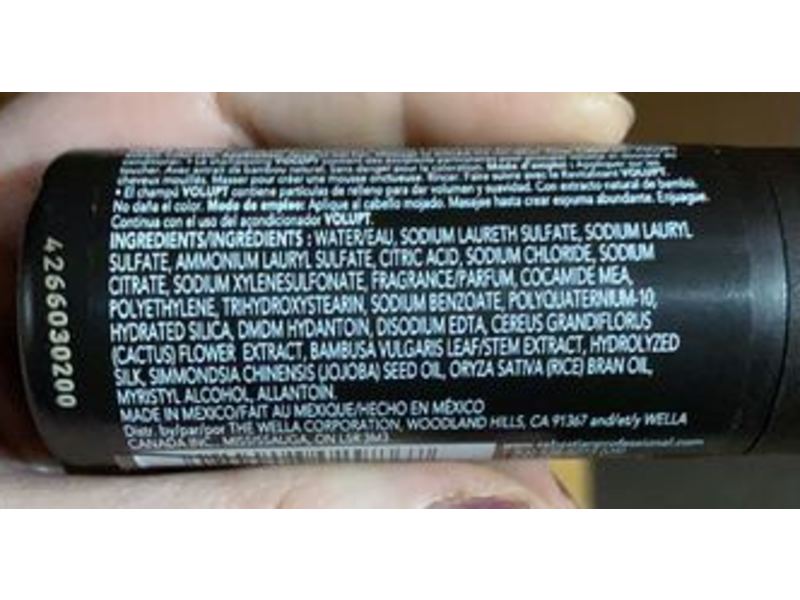 VOLUPT
• El champú VOLUPT contiene partículas de relleno para dar volumen y suavidad. Con extracto natural de bambú.
No daña el color. Modo de empleo: Aplique al cabello mojado. Masajee hasta crear espuma abundante. Enjuague.
Continua con el uso del acondicionador VOLUPT.
INGREDIENTS/INGRÉDIENTS : WATER/EAU, SODIUM LAURETH SULFATE, SODIUM LAURYL
SULFATE, AMMONIUM LAURYL SULFATE, CITRIC ACID, SODIUM CHLORIDE, SODIUM
CITRATE, SODIUM XYLENESULFONATE, FRAGRANCE/PARFUM, COCAMIDE MEA,
POLYETHYLENE, TRIHYDROXYSTEARIN, SODIUM BENZOATE, POLYQUATERNIUM-10,
HYDRATED SILICA, DMDM HYDANTOIN, DISODIUM EDTA, CEREUS GRANDIFLORUS
(CACTUS) FLOWER EXTRACT, BAMBUSA VULGARIS LEAF/STEM EXTRACT, HYDROLYZED
SILK, SIMMONDSIA CHINENSIS (JOJOBA) SEED OIL, ORYZA SATIVA (RICE) BRAN OIL,
MYRISTYL ALCOHOL, ALLANTOIN.
MADE IN MEXICO/FAIT AU MEXIQUE/HECHO EN MÉXICO
Distr. by/par/por THE WELLA CORPORATION, WOODLAND HILLS, CA 91367 and/et/y WELLA
CANADA INC., MISSISSAUGA, ON L5R 3M3
sebastianprofessional.com
4266030200